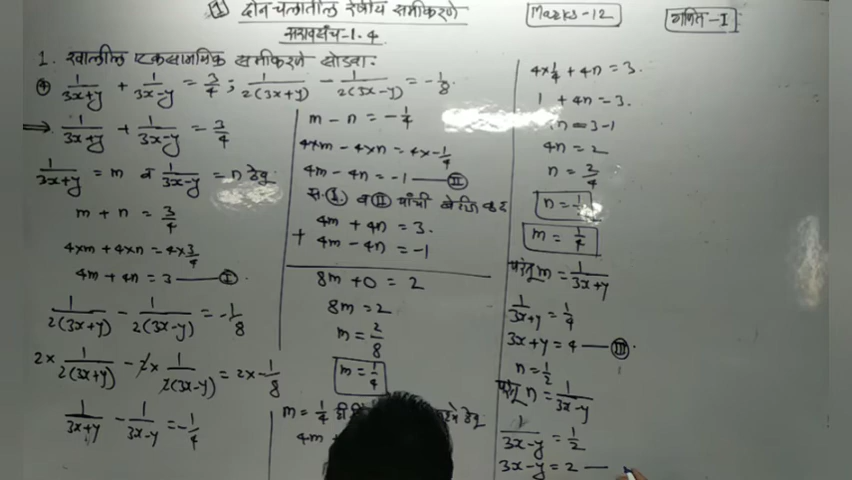 ① दोन चलातील रेषीय समीकरणे
Marks-12
गणित-I
सरावसंच-1.4
1. खालील एकसामयिक समीकरणे सोडवा.
1/(3x+y) + 1/(3x-y) = 3/4 ; 1/(2(3x+y)) - 1/(2(3x-y)) = -1/8.
⇒ 1/(3x+y) + 1/(3x-y) = 3/4
1/(3x+y) = m व 1/(3x-y) = n ठेवू
m + n = 3/4
4×m + 4×n = 4×3/4
4m + 4n = 3 — Ⅰ
1/(2(3x+y)) - 1/(2(3x-y)) = -1/8
2× 1/(2(3x+y)) - 2× 1/(2(3x-y)) = 2× -1/8
1/(3x+y) - 1/(3x-y) = -1/4
m - n = -1/4
4×m - 4×n = 4×-1/4
4m - 4n = -1 — Ⅱ
स.Ⅰ व Ⅱ यांची बेरीज करू
4m + 4n = 3.
+ 4m - 4n = -1
8m + 0 = 2
8m = 2
m = 2/8
m = 1/4
m = 1/4 ही ठेवू
4m
4×1/4 + 4n = 3.
1 + 4n = 3.
n = 3-1
4n = 2
n = 2/4
n = 1/2
m = 1/4
परंतू m = 1/(3x+y)
1/(3x+y) = 1/4
3x+y = 4 — Ⅲ
n = 1/2
परंतू n = 1/(3x-y)
1/(3x-y) = 1/2
3x-y = 2 —